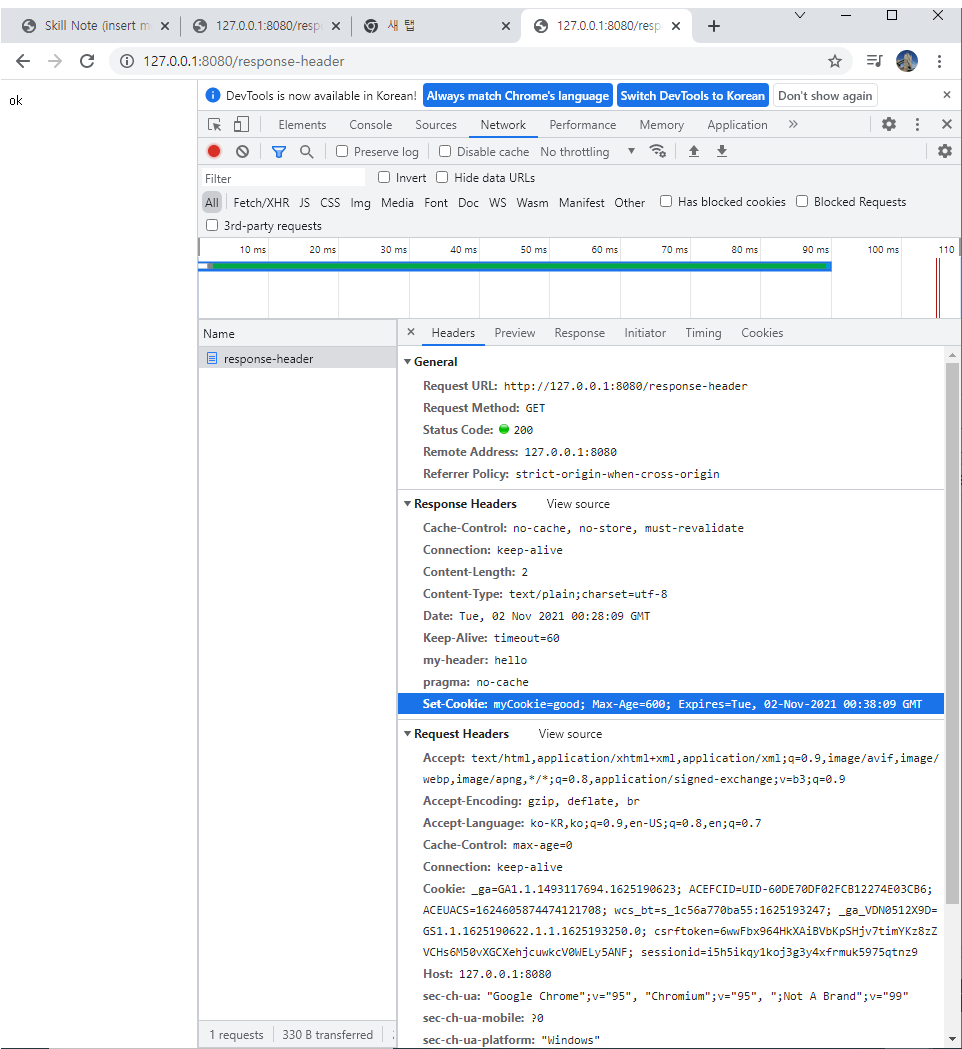 Skill Note (insert m
127.0.0.1:8080/resp
새 탭
127.0.0.1:8080/resp
127.0.0.1:8080/response-header
ok
DevTools is now available in Korean! Always match Chrome's language Switch DevTools to Korean Don't show again
Elements Console Sources Network Performance Memory Application
Preserve log Disable cache No throttling
Filter Invert Hide data URLs
All Fetch/XHR JS CSS Img Media Font Doc WS Wasm Manifest Other Has blocked cookies Blocked Requests
3rd-party requests
10 ms 20 ms 30 ms 40 ms 50 ms 60 ms 70 ms 80 ms 90 ms 100 ms 110
Name
response-header
Headers Preview Response Initiator Timing Cookies
General
Request URL: http://127.0.0.1:8080/response-header
Request Method: GET
Status Code: 200
Remote Address: 127.0.0.1:8080
Referrer Policy: strict-origin-when-cross-origin
Response Headers View source
Cache-Control: no-cache, no-store, must-revalidate
Connection: keep-alive
Content-Length: 2
Content-Type: text/plain;charset=utf-8
Date: Tue, 02 Nov 2021 00:28:09 GMT
Keep-Alive: timeout=60
my-header: hello
pragma: no-cache
Set-Cookie: myCookie=good; Max-Age=600; Expires=Tue, 02-Nov-2021 00:38:09 GMT
Request Headers View source
Accept: text/html,application/xhtml+xml,application/xml;q=0.9,image/avif,image/
webp,image/apng,*/*;q=0.8,application/signed-exchange;v=b3;q=0.9
Accept-Encoding: gzip, deflate, br
Accept-Language: ko-KR,ko;q=0.9,en-US;q=0.8,en;q=0.7
Cache-Control: max-age=0
Connection: keep-alive
Cookie: _ga=GA1.1.1493117694.1625190623; ACEFCID=UID-60DE70DF02FCB12274E03CB6;
ACEUACS=1624605874474121708; wcs_bt=s_1c56a770ba55:1625193247; _ga_VDN0512X9D=
GS1.1.1625190622.1.1.1625193250.0; csrftoken=6wwFbx964HkXAiBVbKpSHjv7timYKz8zZ
VCHs6M50vXGCXehjcuwkcV0WELy5ANF; sessionid=i5h5ikqy1koj3g3y4xfrmuk5975qtnz9
Host: 127.0.0.1:8080
sec-ch-ua: "Google Chrome";v="95", "Chromium";v="95", ";Not A Brand";v="99"
sec-ch-ua-mobile: ?0
sec-ch-ua-platform: "Windows"
1 requests 330 B transferred